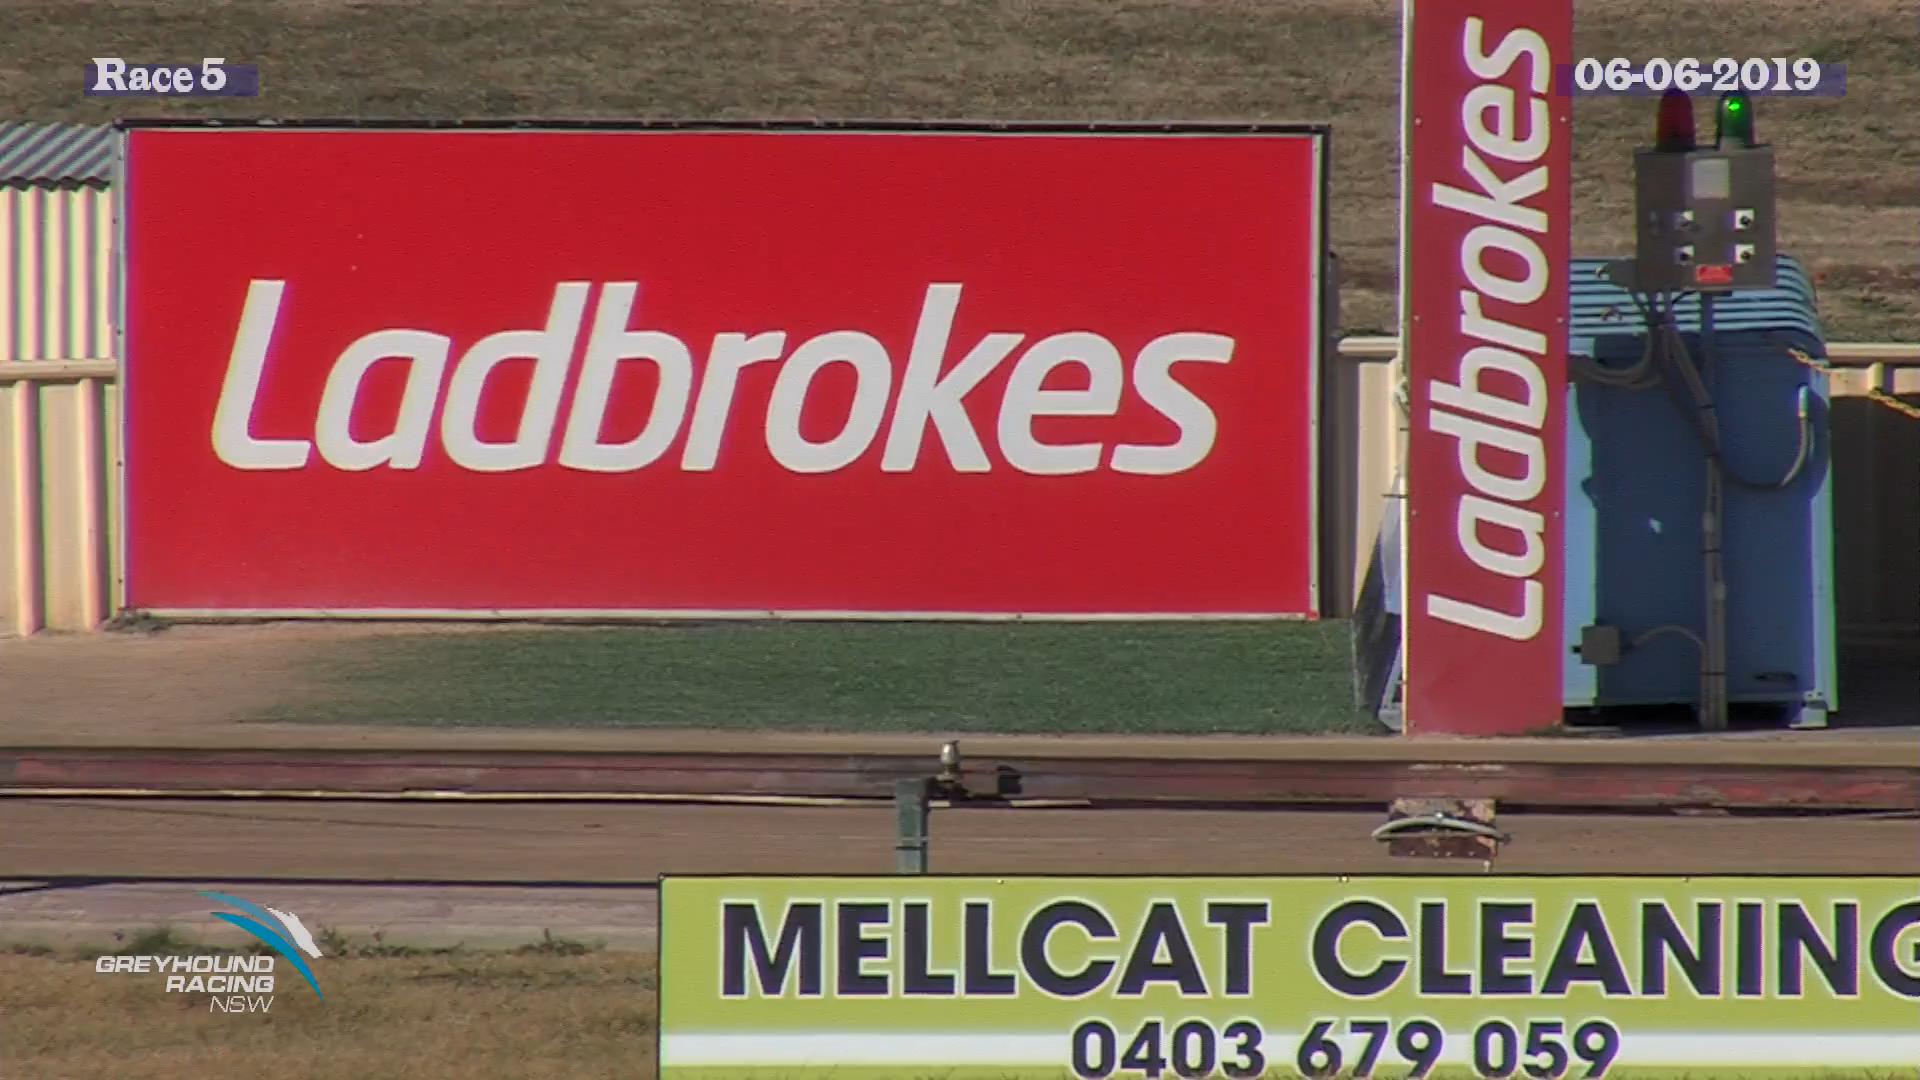 Race 5
06-06-2019
Ladbrokes
Ladbrokes
GREYHOUND
RACING
NSW
MELLCAT CLEANING
0403 679 059